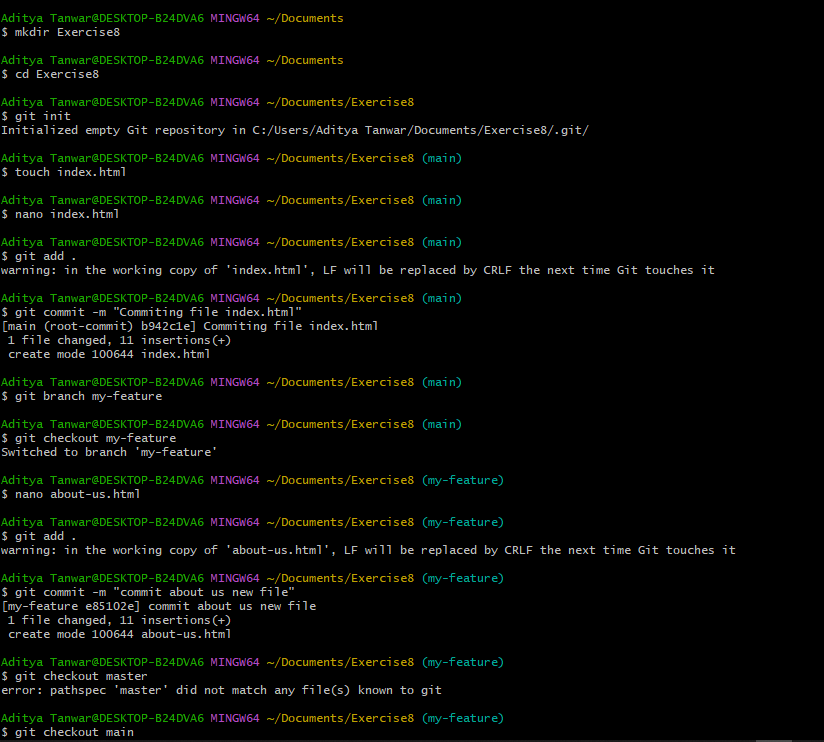 Aditya Tanwar@DESKTOP-B24DVA6 MINGW64 ~/Documents
$ mkdir Exercise8
Aditya Tanwar@DESKTOP-B24DVA6 MINGW64 ~/Documents
$ cd Exercise8
Aditya Tanwar@DESKTOP-B24DVA6 MINGW64 ~/Documents/Exercise8
$ git init
Initialized empty Git repository in C:/Users/Aditya Tanwar/Documents/Exercise8/.git/
Aditya Tanwar@DESKTOP-B24DVA6 MINGW64 ~/Documents/Exercise8 (main)
$ touch index.html
Aditya Tanwar@DESKTOP-B24DVA6 MINGW64 ~/Documents/Exercise8 (main)
$ nano index.html
Aditya Tanwar@DESKTOP-B24DVA6 MINGW64 ~/Documents/Exercise8 (main)
$ git add .
warning: in the working copy of 'index.html', LF will be replaced by CRLF the next time Git touches it
Aditya Tanwar@DESKTOP-B24DVA6 MINGW64 ~/Documents/Exercise8 (main)
$ git commit -m "Commiting file index.html"
[main (root-commit) b942c1e] Commiting file index.html
1 file changed, 11 insertions(+)
create mode 100644 index.html
Aditya Tanwar@DESKTOP-B24DVA6 MINGW64 ~/Documents/Exercise8 (main)
$ git branch my-feature
Aditya Tanwar@DESKTOP-B24DVA6 MINGW64 ~/Documents/Exercise8 (main)
$ git checkout my-feature
Switched to branch 'my-feature'
Aditya Tanwar@DESKTOP-B24DVA6 MINGW64 ~/Documents/Exercise8 (my-feature)
$ nano about-us.html
Aditya Tanwar@DESKTOP-B24DVA6 MINGW64 ~/Documents/Exercise8 (my-feature)
$ git add .
warning: in the working copy of 'about-us.html', LF will be replaced by CRLF the next time Git touches it
Aditya Tanwar@DESKTOP-B24DVA6 MINGW64 ~/Documents/Exercise8 (my-feature)
$ git commit -m "commit about us new file"
[my-feature e85102e] commit about us new file
1 file changed, 11 insertions(+)
create mode 100644 about-us.html
Aditya Tanwar@DESKTOP-B24DVA6 MINGW64 ~/Documents/Exercise8 (my-feature)
$ git checkout master
error: pathspec 'master' did not match any file(s) known to git
Aditya Tanwar@DESKTOP-B24DVA6 MINGW64 ~/Documents/Exercise8 (my-feature)
$ git checkout main